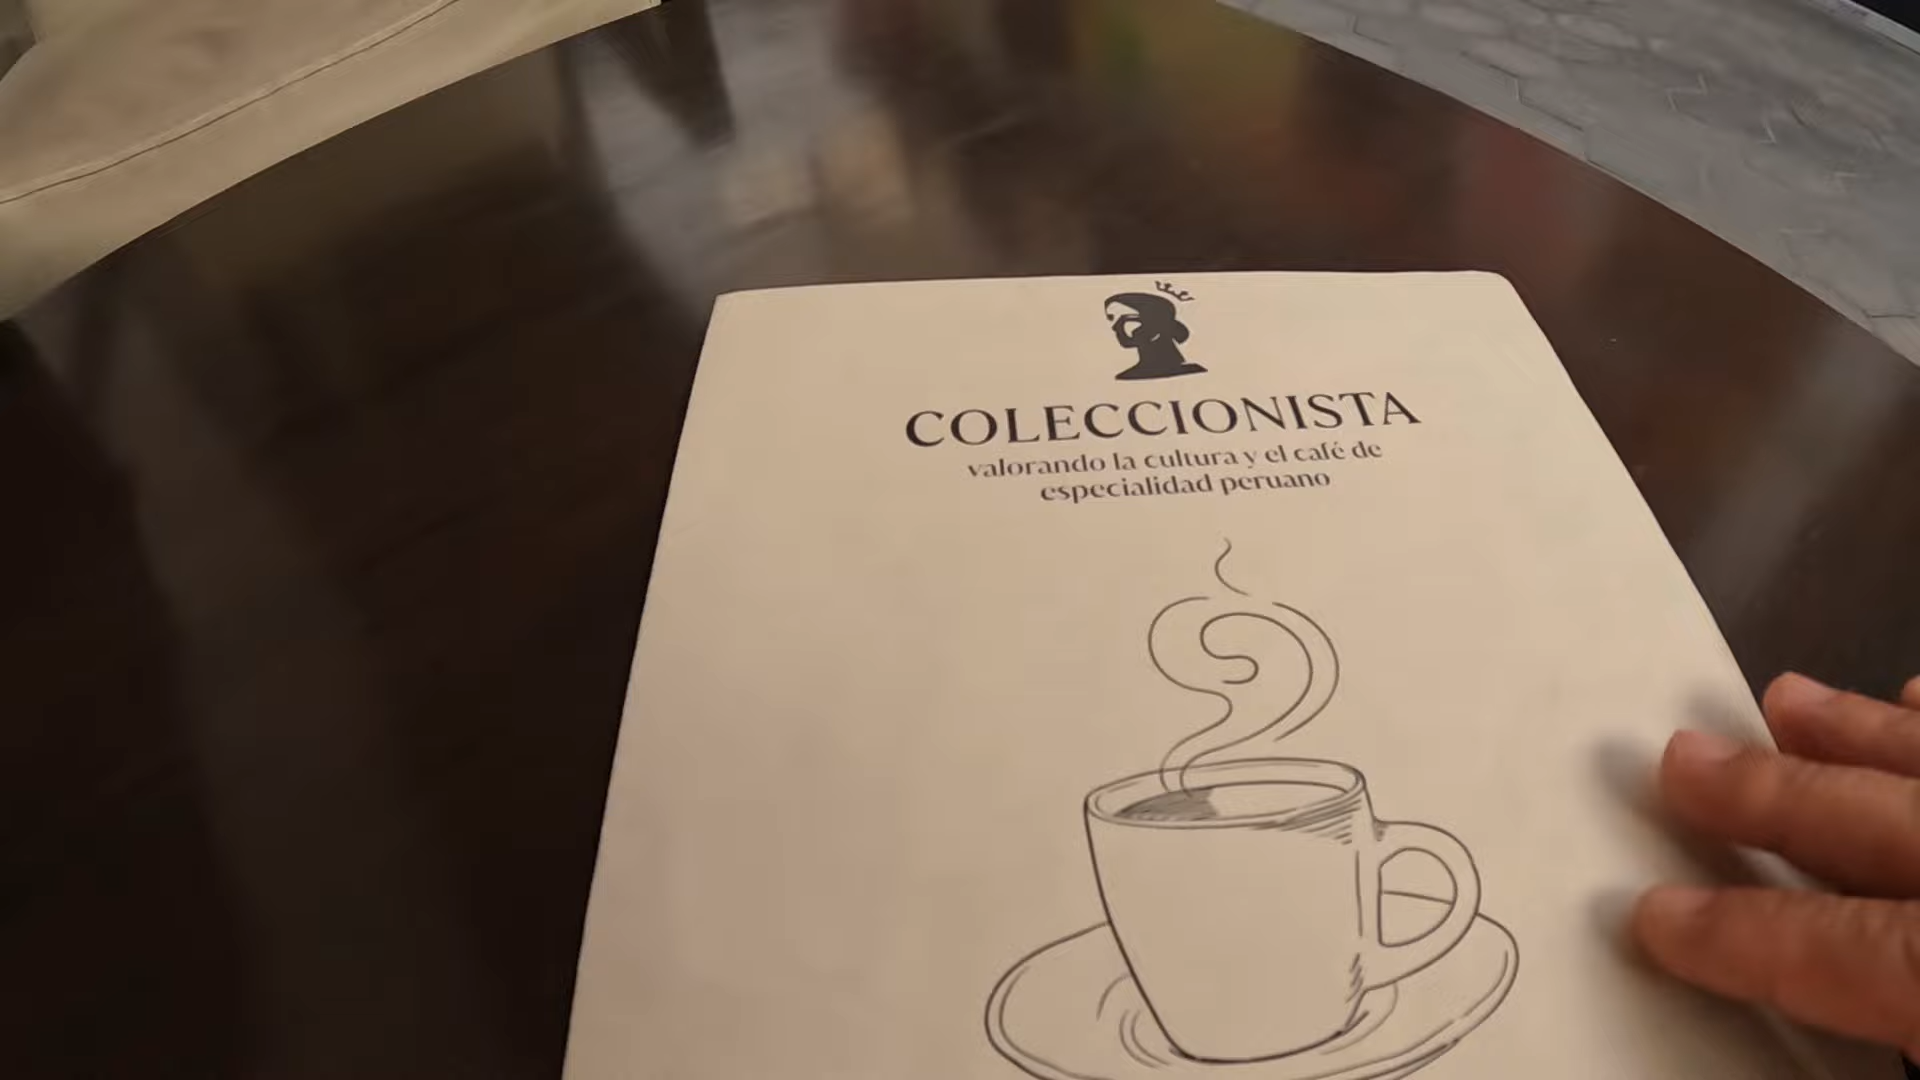 COLECCIONISTA
valorando la cultura y el café de
especialidad peruano